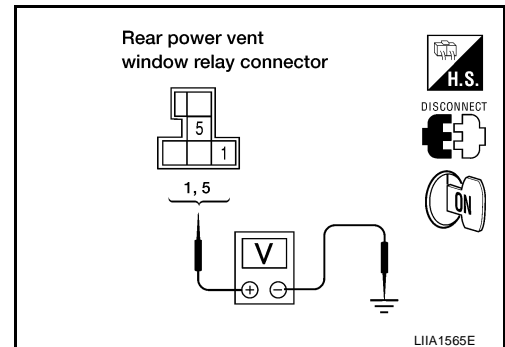 Rear power vent
window relay connector
H.S.
DISCONNECT
5
1
1, 5
ON
V
+ −
LIIA1565E